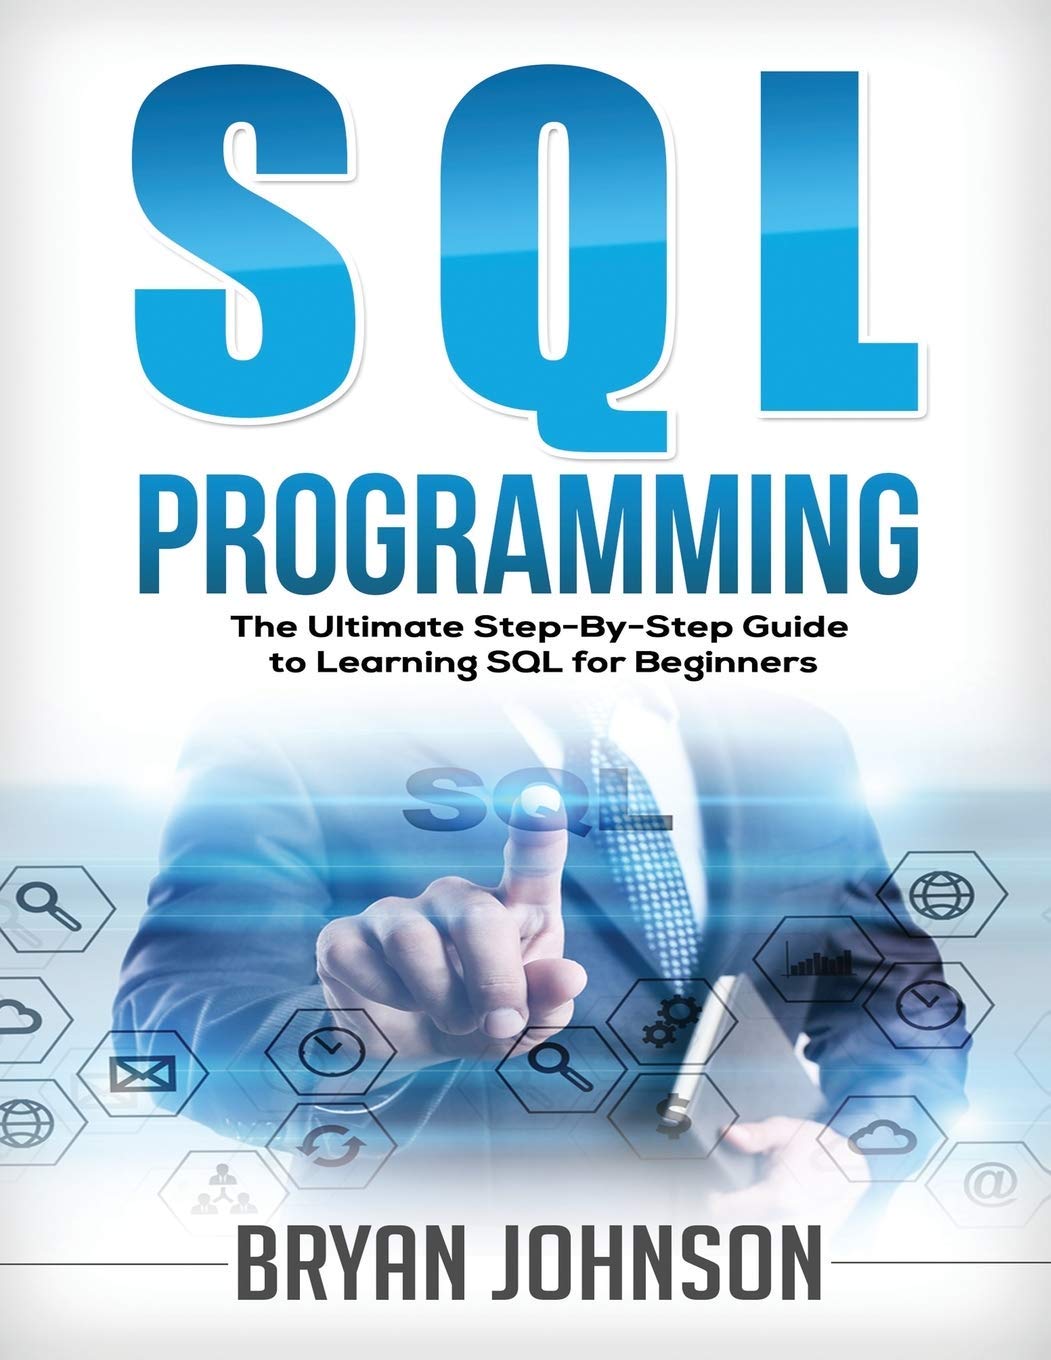 SQL
PROGRAMMING
The Ultimate Step-By-Step Guide
to Learning SQL for Beginners
SQL
@
BRYAN JOHNSON